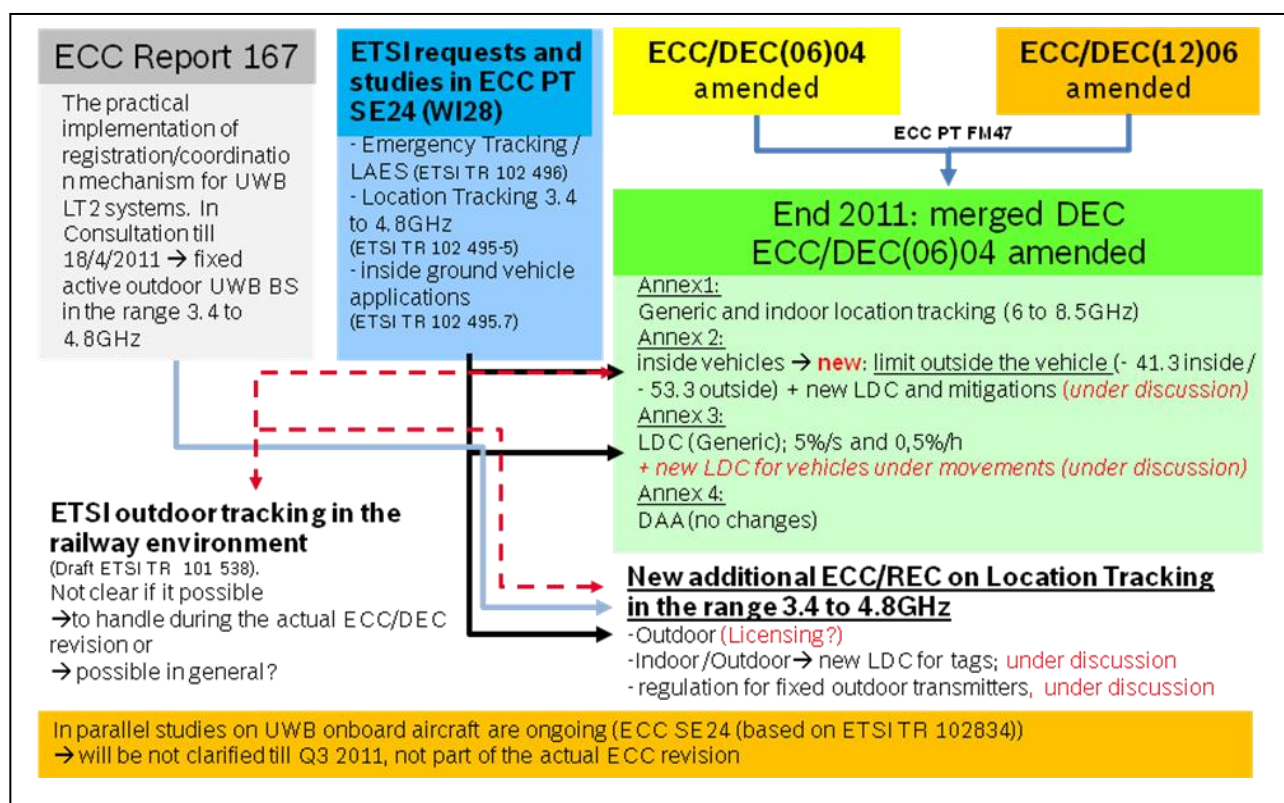 ECC Report 167
The practical
implementation of
registration/coordinatio
n mechanism for UWB
LT2 systems. In
Consultation till
18/4/2011 → fixed
active outdoor UWB BS
in the range 3.4 to
4.8GHz
ETSI requests and
studies in ECC PT
SE24 (WI28)
- Emergency Tracking /
LAES (ETSI TR 102 496)
- Location Tracking 3.4
to 4.8GHz
(ETSI TR 102 495-5)
- inside ground vehicle
applications
(ETSI TR 102 495.7)
ECC/DEC(06)04
amended
ECC/DEC(12)06
amended
ECC PT FM47
End 2011: merged DEC
ECC/DEC(06)04 amended
Annex1:
Generic and indoor location tracking (6 to 8.5GHz)
Annex 2:
inside vehicles → new: limit outside the vehicle (- 41.3 inside /
- 53.3 outside) + new LDC and mitigations (under discussion)
Annex 3:
LDC (Generic); 5%/s and 0,5%/h
+ new LDC for vehicles under movements (under discussion)
Annex 4:
DAA (no changes)
ETSI outdoor tracking in the
railway environment
(Draft ETSI TR 101 538).
Not clear if it possible
→to handle during the actual ECC/DEC
revision or
→ possible in general?
New additional ECC/REC on Location Tracking
in the range 3.4 to 4.8GHz
-Outdoor (Licensing?)
-Indoor/Outdoor→ new LDC for tags; under discussion
- regulation for fixed outdoor transmitters, under discussion
In parallel studies on UWB onboard aircraft are ongoing (ECC SE24 (based on ETSI TR 102834))
→ will be not clarified till Q3 2011, not part of the actual ECC revision